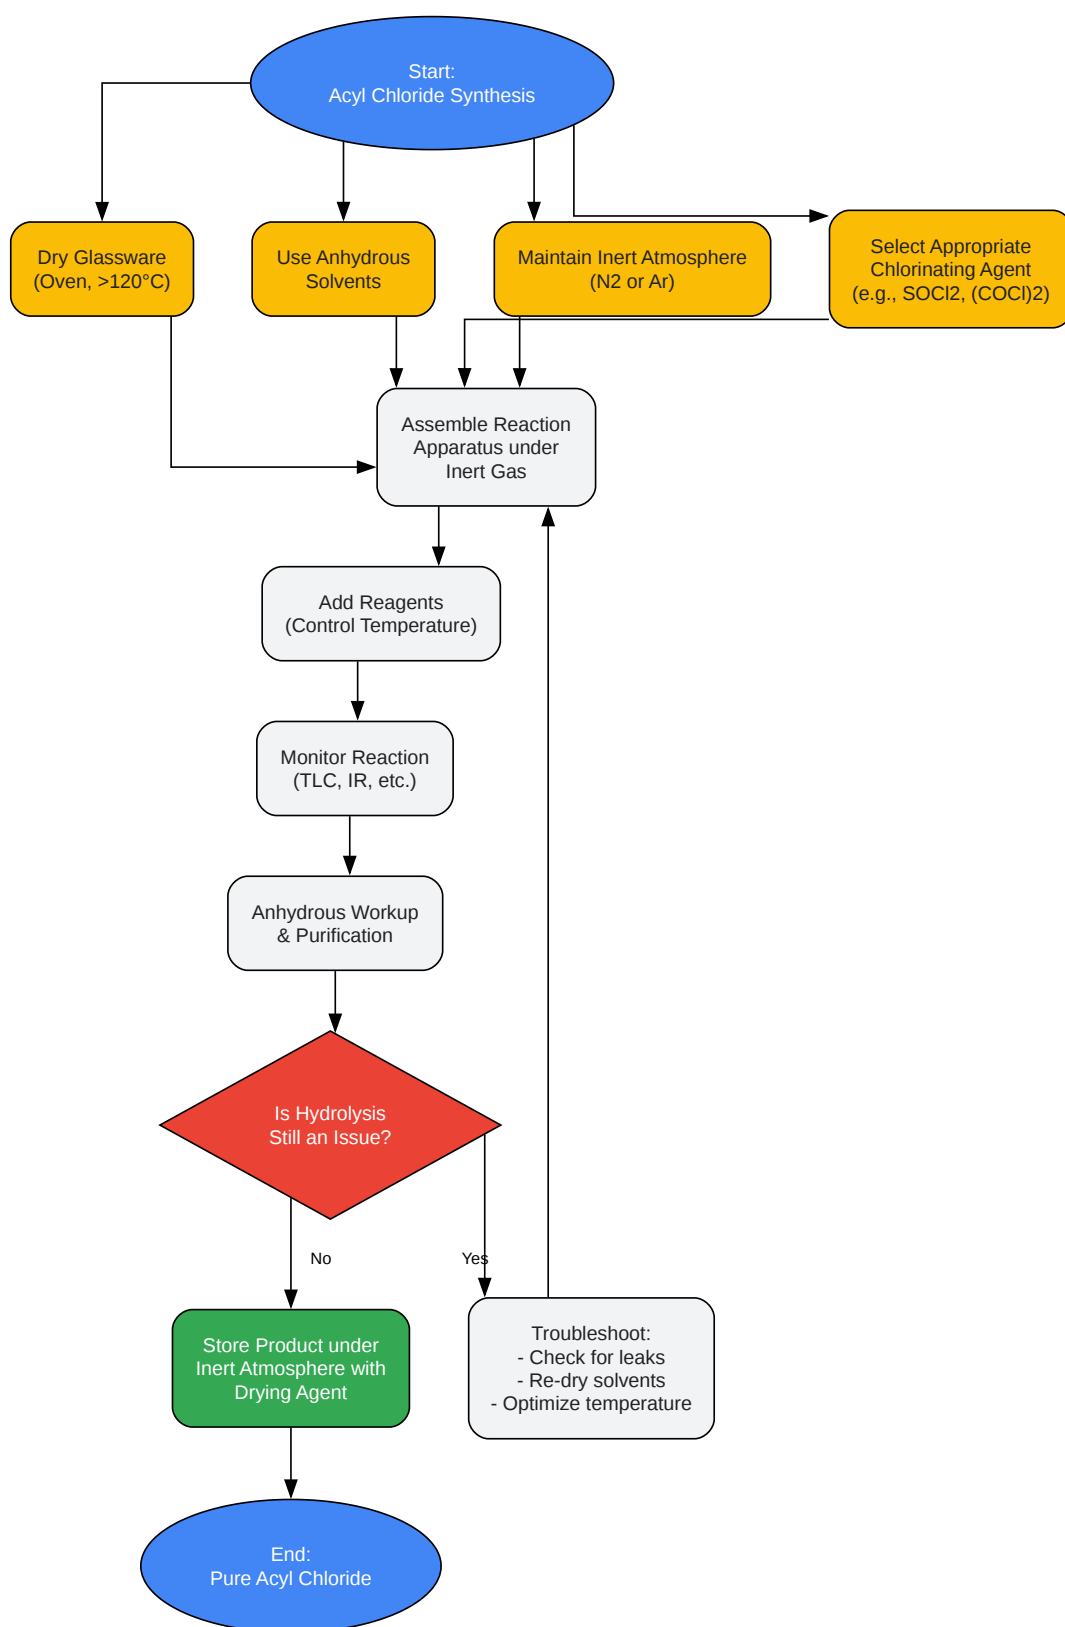 Start:
Acyl Chloride Synthesis
Dry Glassware
(Oven, >120°C)
Use Anhydrous
Solvents
Maintain Inert Atmosphere
(N2 or Ar)
Select Appropriate
Chlorinating Agent
(e.g., SOCl2, (COCl)2)
Assemble Reaction
Apparatus under
Inert Gas
Add Reagents
(Control Temperature)
Monitor Reaction
(TLC, IR, etc.)
Anhydrous Workup
& Purification
Is Hydrolysis
Still an Issue?
No
Yes
Store Product under
Inert Atmosphere with
Drying Agent
Troubleshoot:
- Check for leaks
- Re-dry solvents
- Optimize temperature
End:
Pure Acyl Chloride